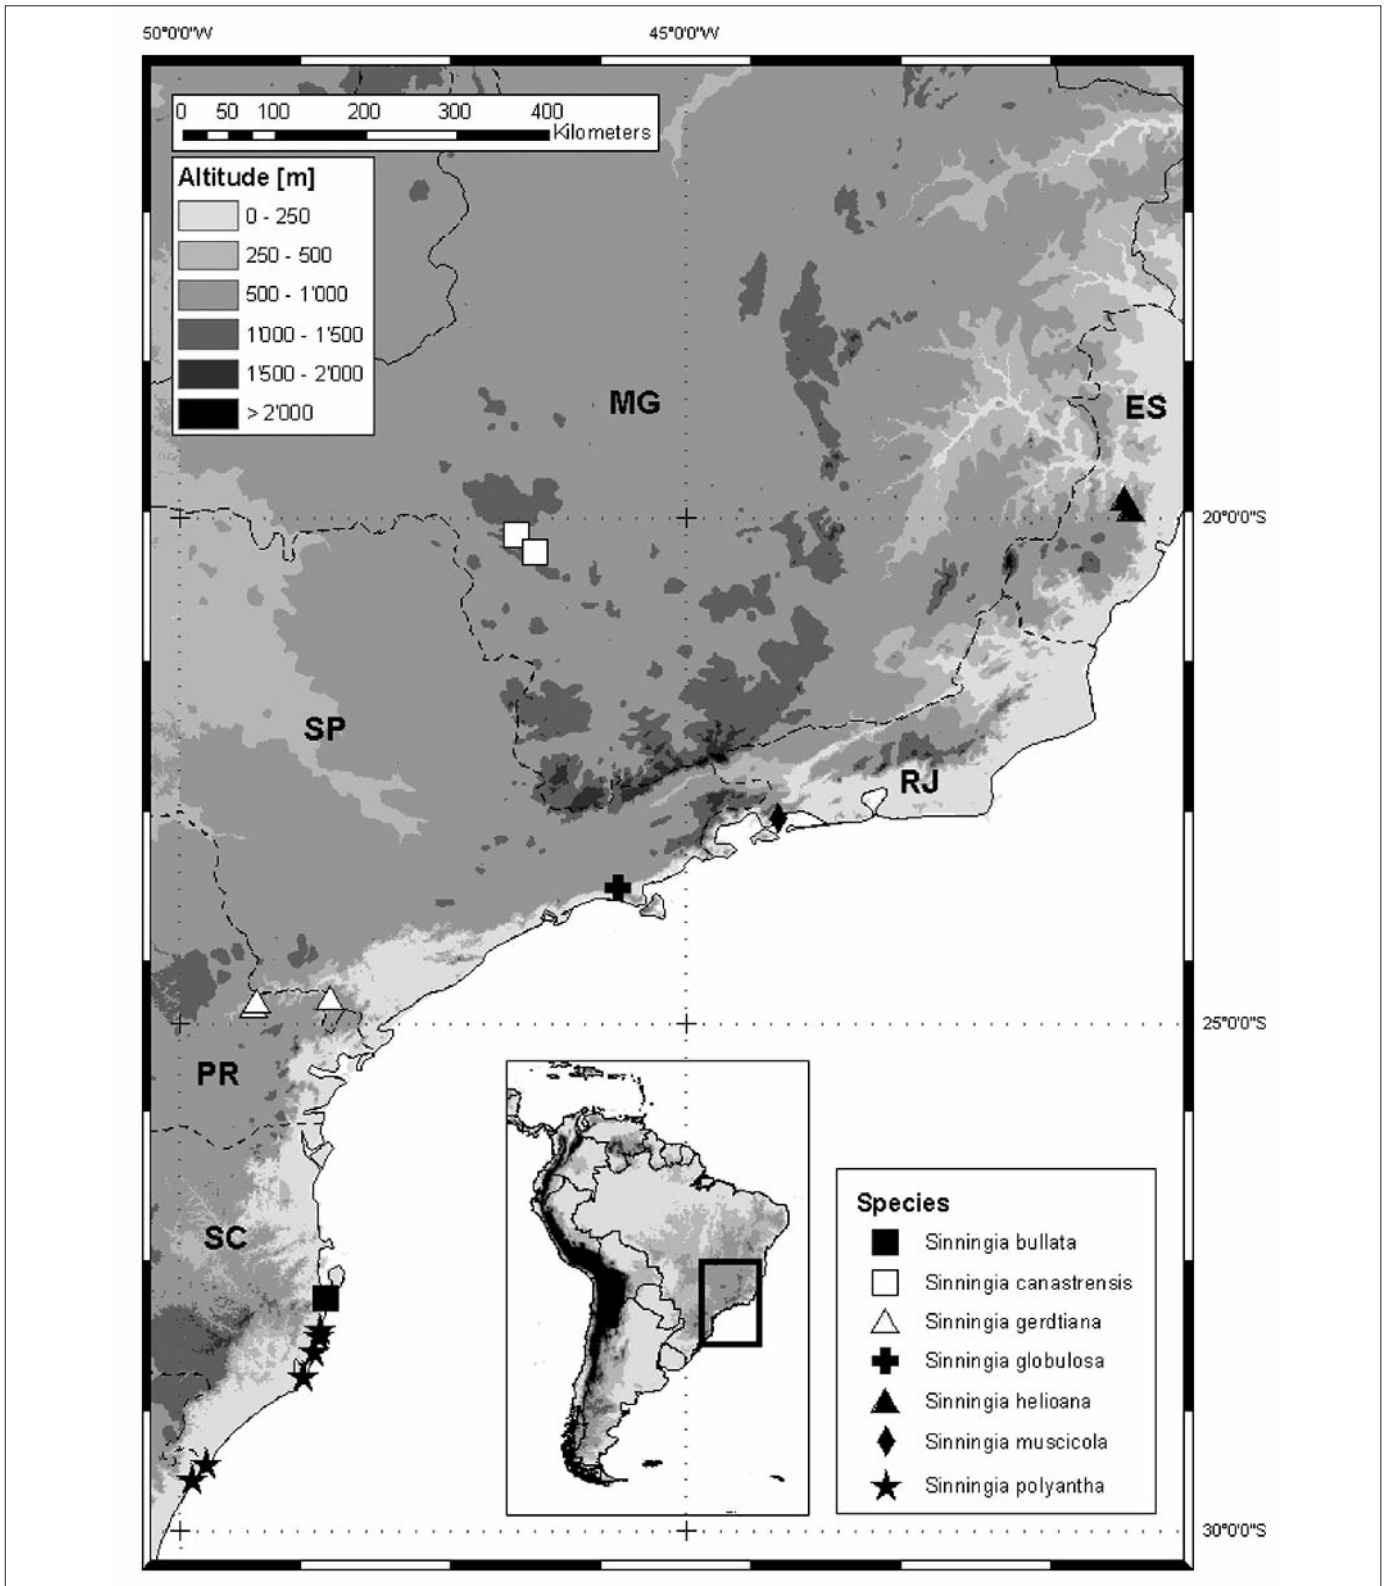 50°0'0"W 45°0'0"W
0 50 100 200 300 400
Kilometers
Altitude [m]
0 - 250
250 - 500
500 - 1'000
1'000 - 1'500
1'500 - 2'000
> 2'000
MG
ES
20°0'0"S
SP
RJ
25°0'0"S
PR
SC
Species
Sinningia bullata
Sinningia canastrensis
Sinningia gerdtiana
Sinningia globulosa
Sinningia helioana
Sinningia muscicola
Sinningia polyantha
30°0'0"S